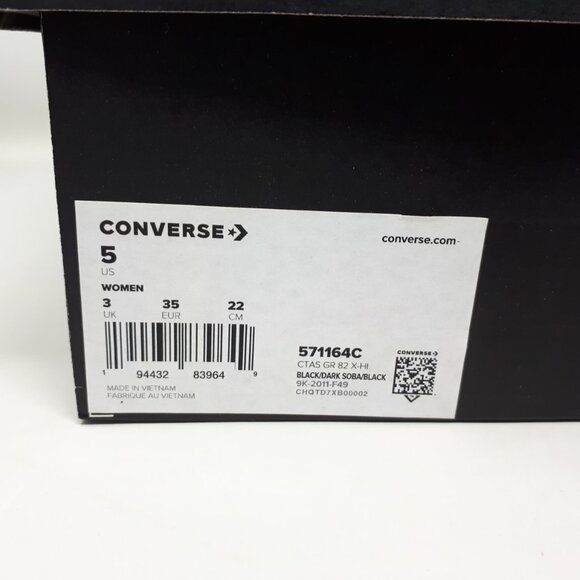 CONVERSE
converse.com
5
US
WOMEN
3 35 22
UK EUR CM
1 94432 83964 9
MADE IN VIETNAM
FABRIQUE AU VIETNAM
571164C
CTAS GR 82 X-HI
BLACK/DARK SOBA/BLACK
9K-2011-F49
CHQTD7XB00002
CONVERSE